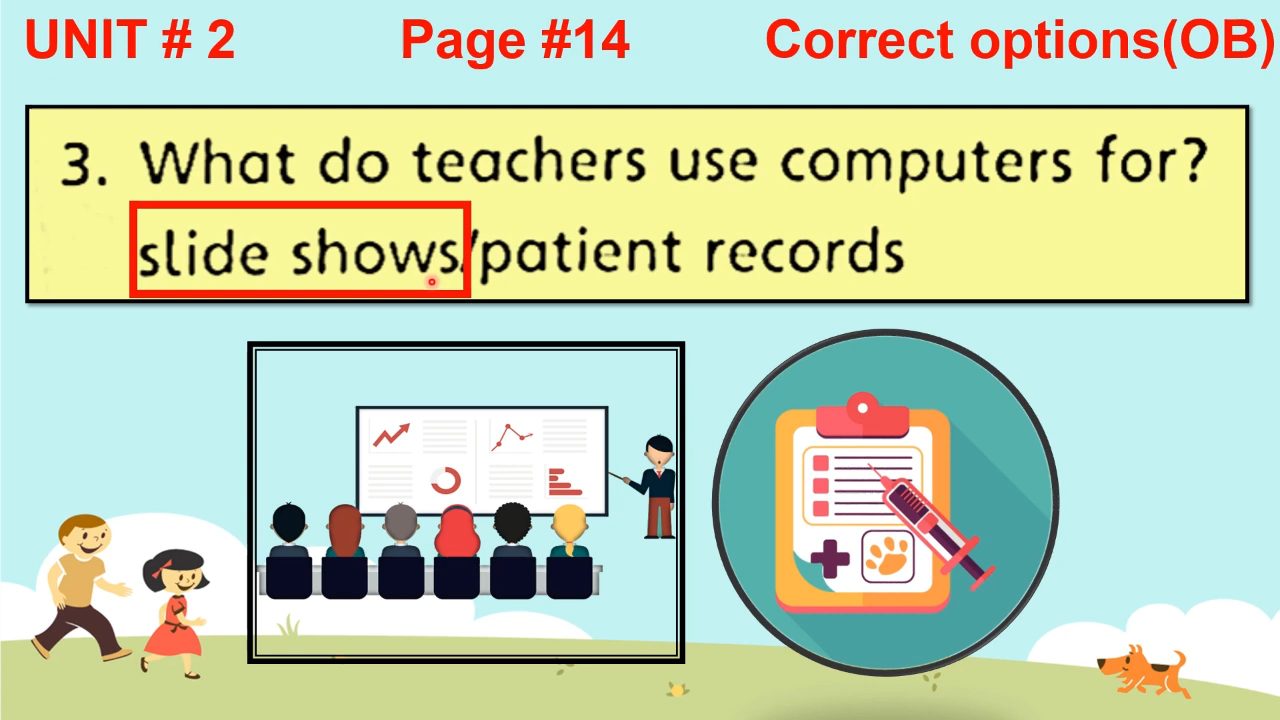 UNIT # 2 Page #14 Correct options(OB)
3. What do teachers use computers for?
slide shows/patient records